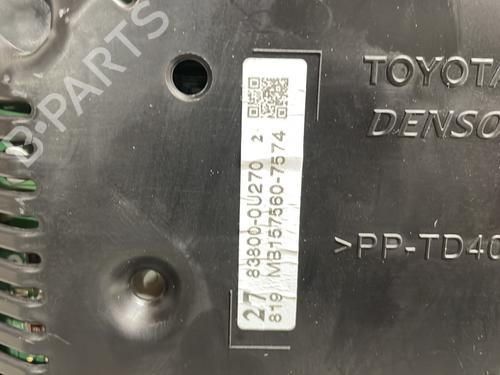 B-PARTS
TOYOTA
DENSO
>PP-TD40
27 83800-0U270 2
819 MB157560-7574